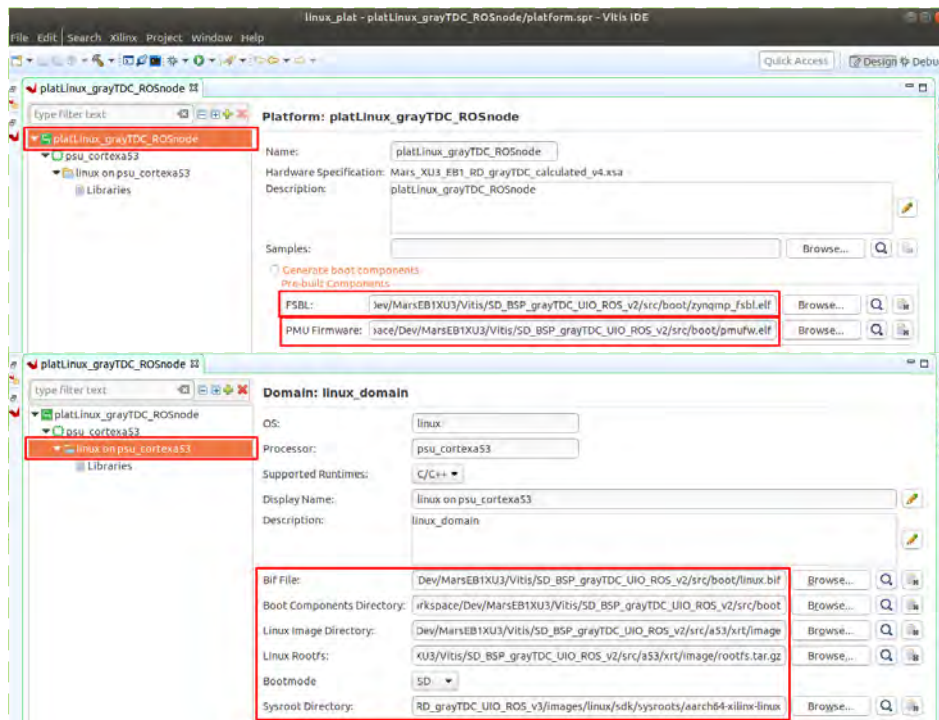 linux_plat - platLinux_grayTDC_ROSnode/platform.spr - Vitis IDE
File Edit Search Xilinx Project Window Help
Quick Access Design Debu
platLinux_grayTDC_ROSnode
type filter text
platLinux_grayTDC_ROSnode
psu_cortexa53
linux on psu_cortexa53
Libraries
Platform: platLinux_grayTDC_ROSnode
Name: platLinux_grayTDC_ROSnode
Hardware Specification: Mars_XU3_EB1_RD_grayTDC_calculated_v4.xsa
Description: platLinux_grayTDC_ROSnode
Samples: Browse...
Generate boot components
Pre-built Components
FSBL: Dev/MarsEB1XU3/Vitis/SD_BSP_grayTDC_UIO_ROS_v2/src/boot/zynqmp_fsbl.elf Browse...
PMU Firmware: pace/Dev/MarsEB1XU3/Vitis/SD_BSP_grayTDC_UIO_ROS_v2/src/boot/pmufw.elf Browse...
platLinux_grayTDC_ROSnode
type filter text
platLinux_grayTDC_ROSnode
psu_cortexa53
linux on psu_cortexa53
Libraries
Domain: linux_domain
OS: linux
Processor: psu_cortexa53
Supported Runtimes: C/C++
Display Name: linux on psu_cortexa53
Description: linux_domain
Bif File: Dev/MarsEB1XU3/Vitis/SD_BSP_grayTDC_UIO_ROS_v2/src/boot/linux.bif Browse...
Boot Components Directory: rkspace/Dev/MarsEB1XU3/Vitis/SD_BSP_grayTDC_UIO_ROS_v2/src/boot Browse...
Linux Image Directory: Dev/MarsEB1XU3/Vitis/SD_BSP_grayTDC_UIO_ROS_v2/src/a53/xrt/image Browse...
Linux Rootfs: XU3/Vitis/SD_BSP_grayTDC_UIO_ROS_v2/src/a53/xrt/image/rootfs.tar.gz Browse...
Bootmode SD
Sysroot Directory: RD_grayTDC_UIO_ROS_v3/images/linux/sdk/sysroots/aarch64-xilinx-linux Browse...